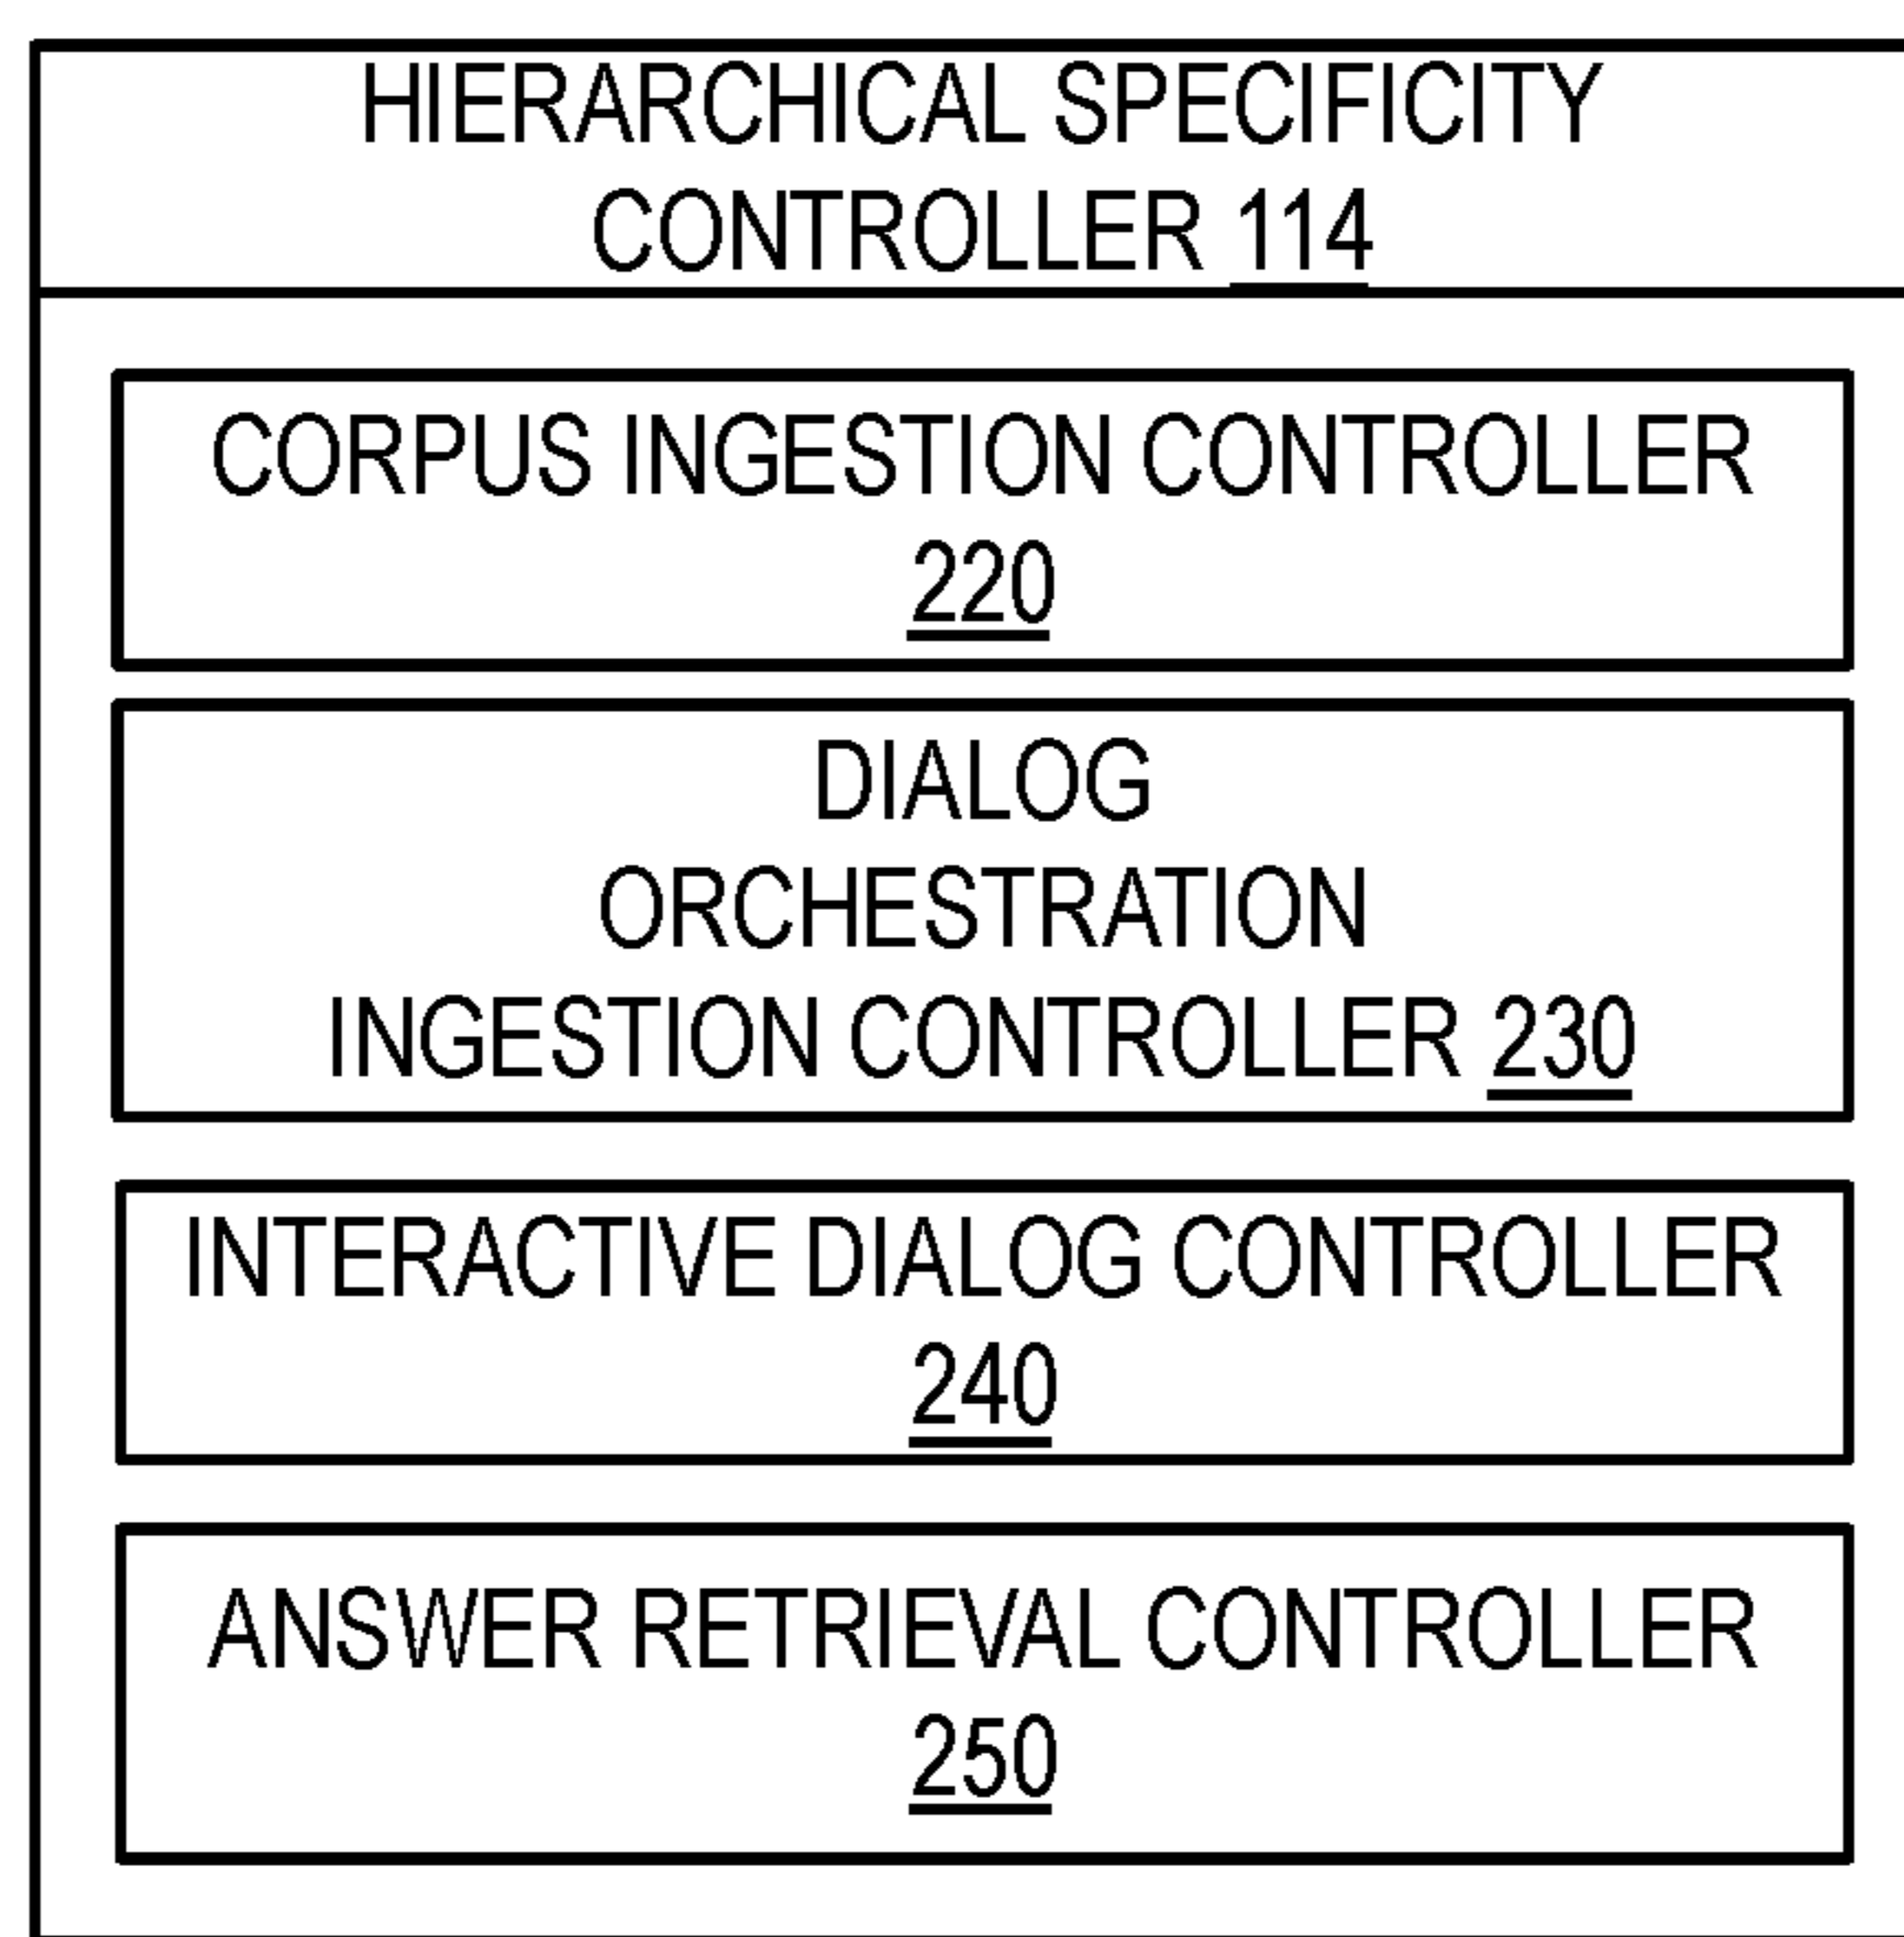 HIERARCHICAL SPECIFICITY
CONTROLLER 114
CORPUS INGESTION CONTROLLER
220
DIALOG
ORCHESTRATION
INGESTION CONTROLLER 230
INTERACTIVE DIALOG CONTROLLER
240
ANSWER RETRIEVAL CONTROLLER
250